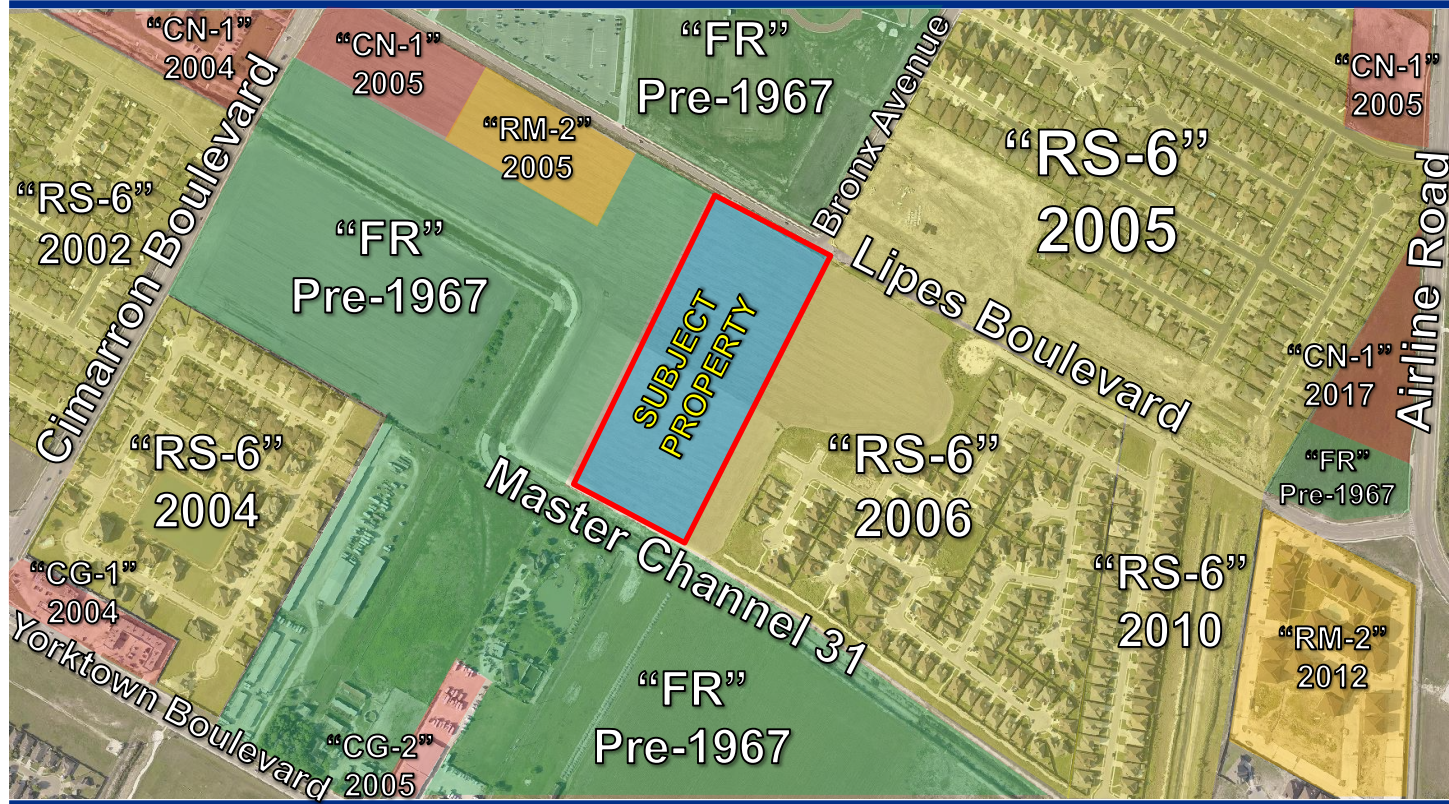 “CN-1”
2004
“CN-1”
2005
“FR”
Pre-1967
Bronx Avenue
“CN-1”
2005
“RM-2”
2005
“RS-6”
2005
“RS-6”
2002
Cimarron Boulevard
“FR”
Pre-1967
Lipes Boulevard
Airline Road
SUBJECT
PROPERTY
“CN-1”
2017
“RS-6”
2004
“RS-6”
2006
“FR”
Pre-1967
Master Channel 31
“RS-6”
2010
“CG-1”
2004
“RM-2”
2012
Yorktown Boulevard
“FR”
Pre-1967
“CG-2”
2005